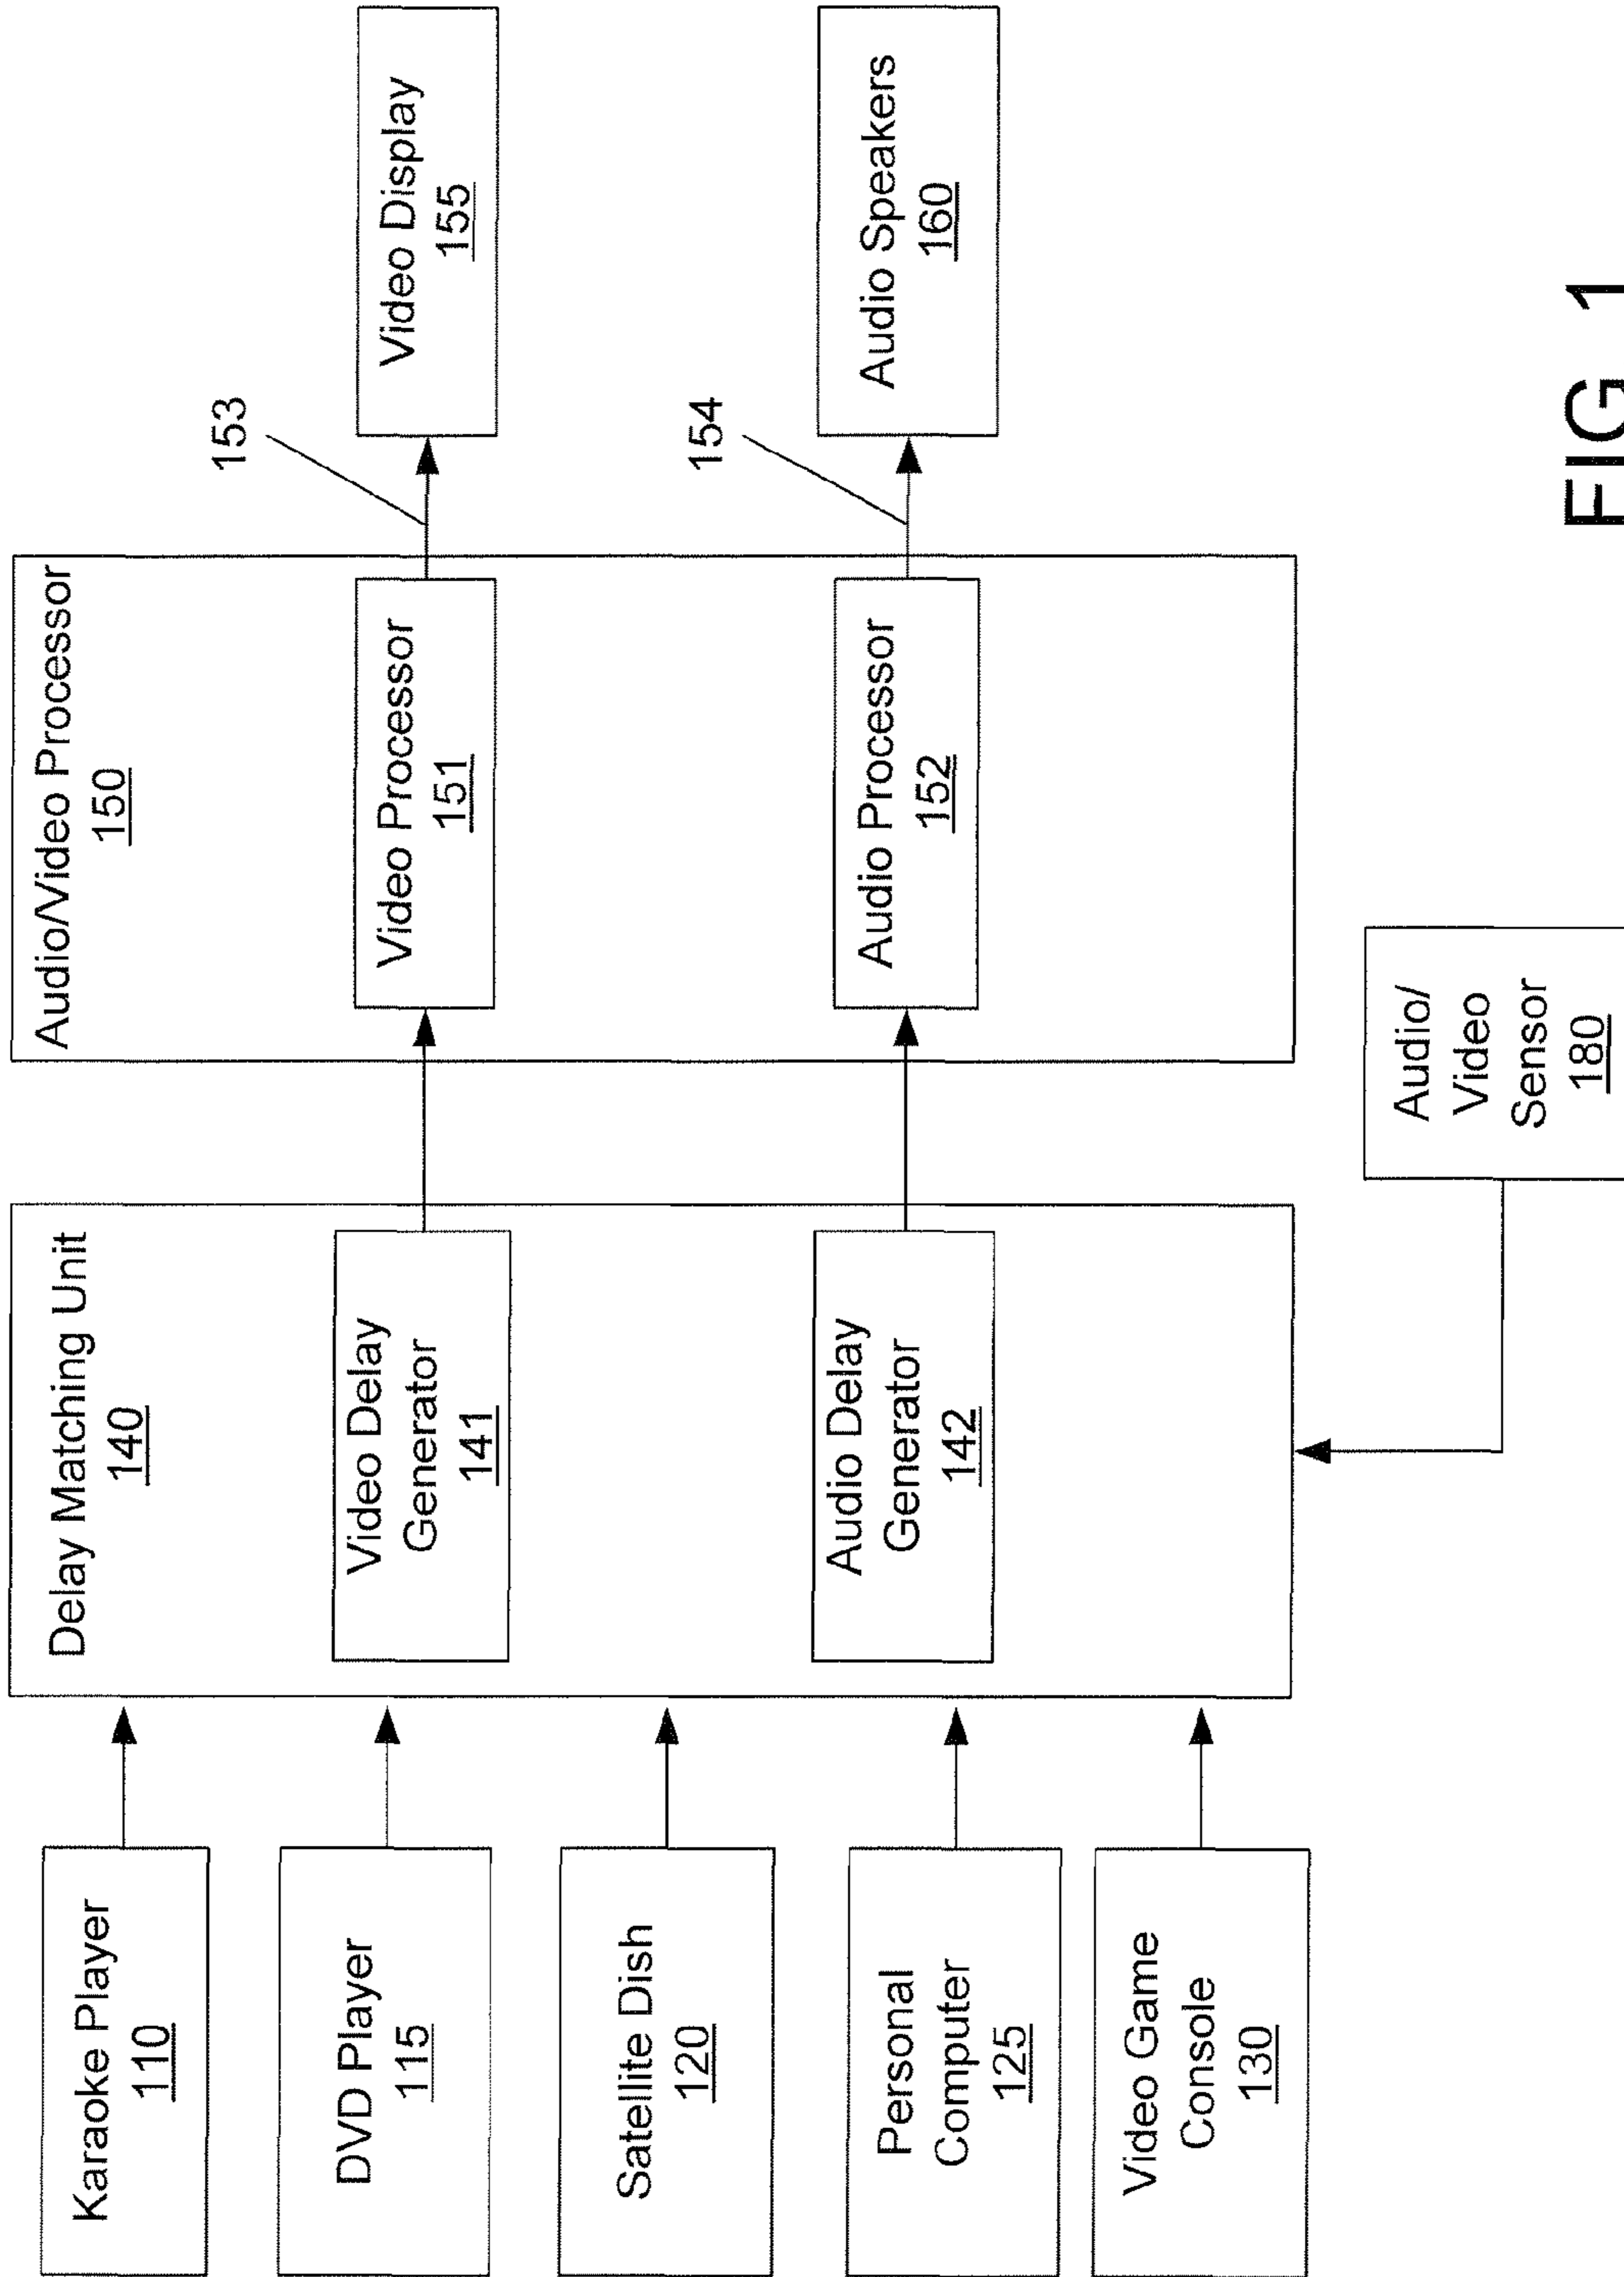 Karaoke Player
110
DVD Player
115
Satellite Dish
120
Personal
Computer
125
Video Game
Console
130
Delay Matching Unit
140
Video Delay
Generator
141
Audio Delay
Generator
142
Audio/Video Processor
150
Video Processor
151
Audio Processor
152
153
154
Video Display
155
Audio Speakers
160
Audio/
Video
Sensor
180
FIG 1